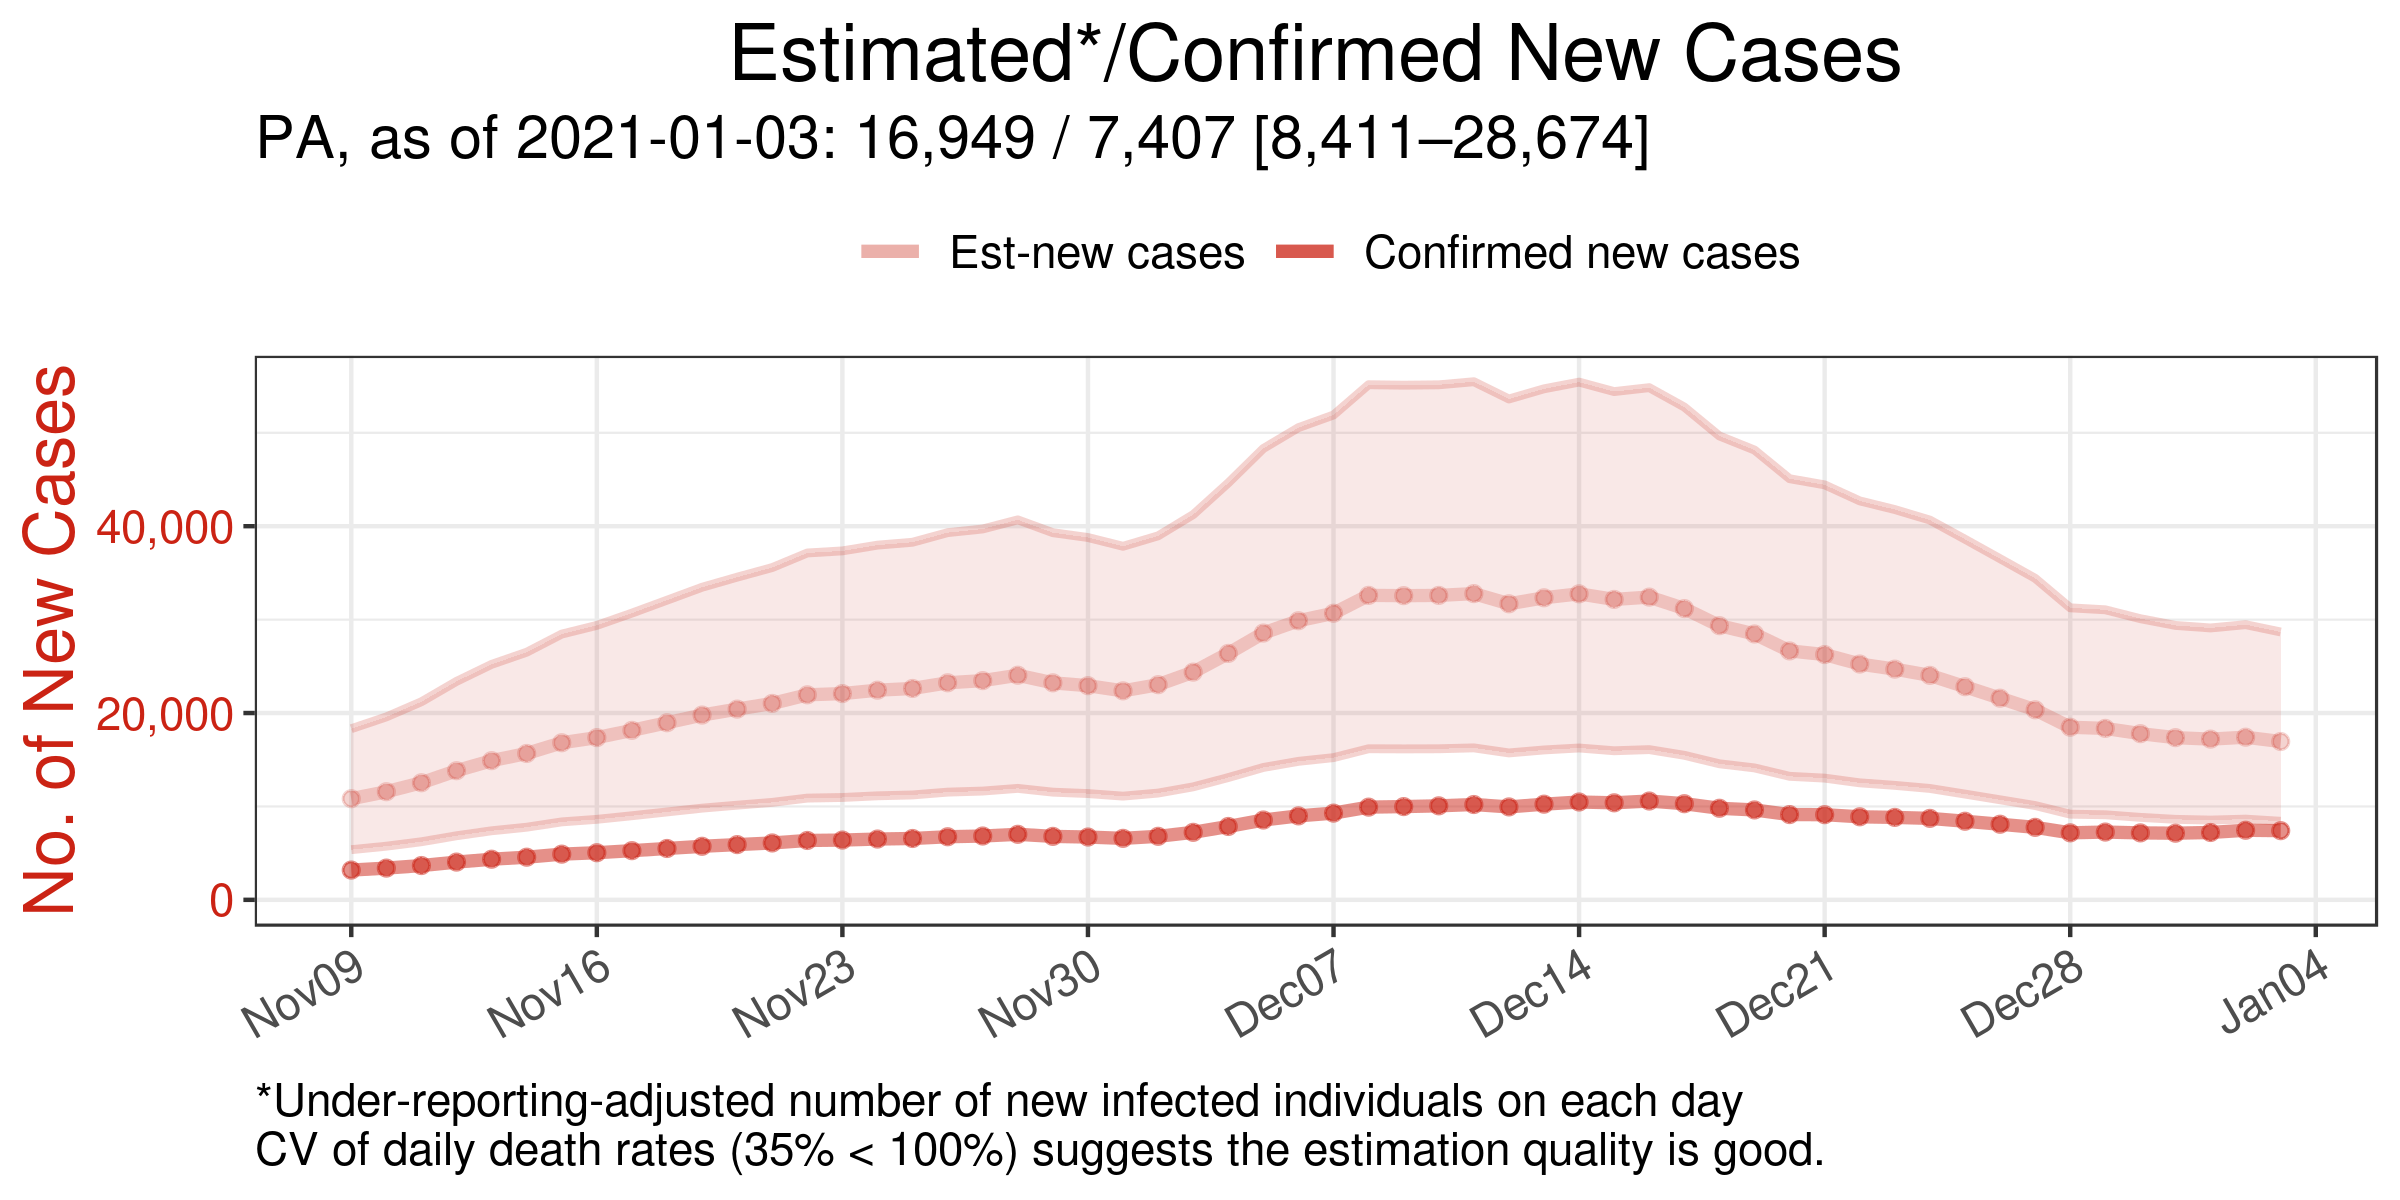 Estimated*/Confirmed New Cases
PA, as of 2021-01-03: 16,949 / 7,407 [8,411–28,674]
Est-new cases
Confirmed new cases
No. of New Cases
40,000
20,000
0
Nov09
Nov16
Nov23
Nov30
Dec07
Dec14
Dec21
Dec28
Jan04
*Under-reporting-adjusted number of new infected individuals on each day
CV of daily death rates (35% < 100%) suggests the estimation quality is good.